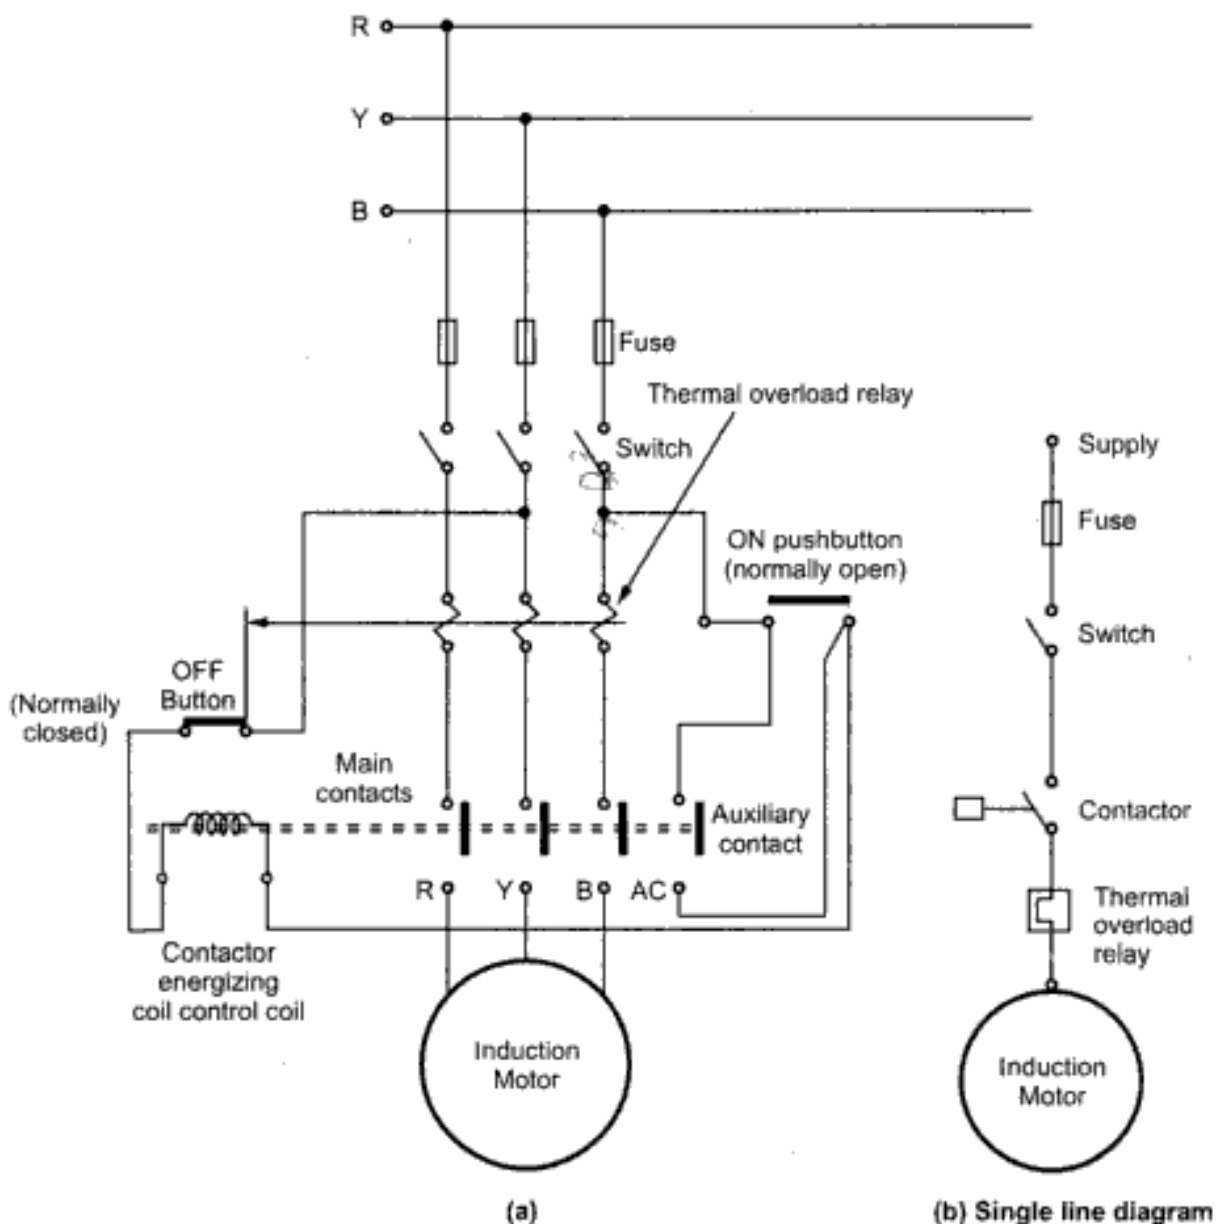 R
Y
B
Fuse
Thermal overload relay
Switch
ON pushbutton
(normally open)
OFF
Button
(Normally
closed)
Main
contacts
Auxiliary
contact
R
Y
B
AC
Contactor
energizing
coil control coil
Induction
Motor
(a)
Supply
Fuse
Switch
Contactor
Thermal
overload
relay
Induction
Motor
(b) Single line diagram